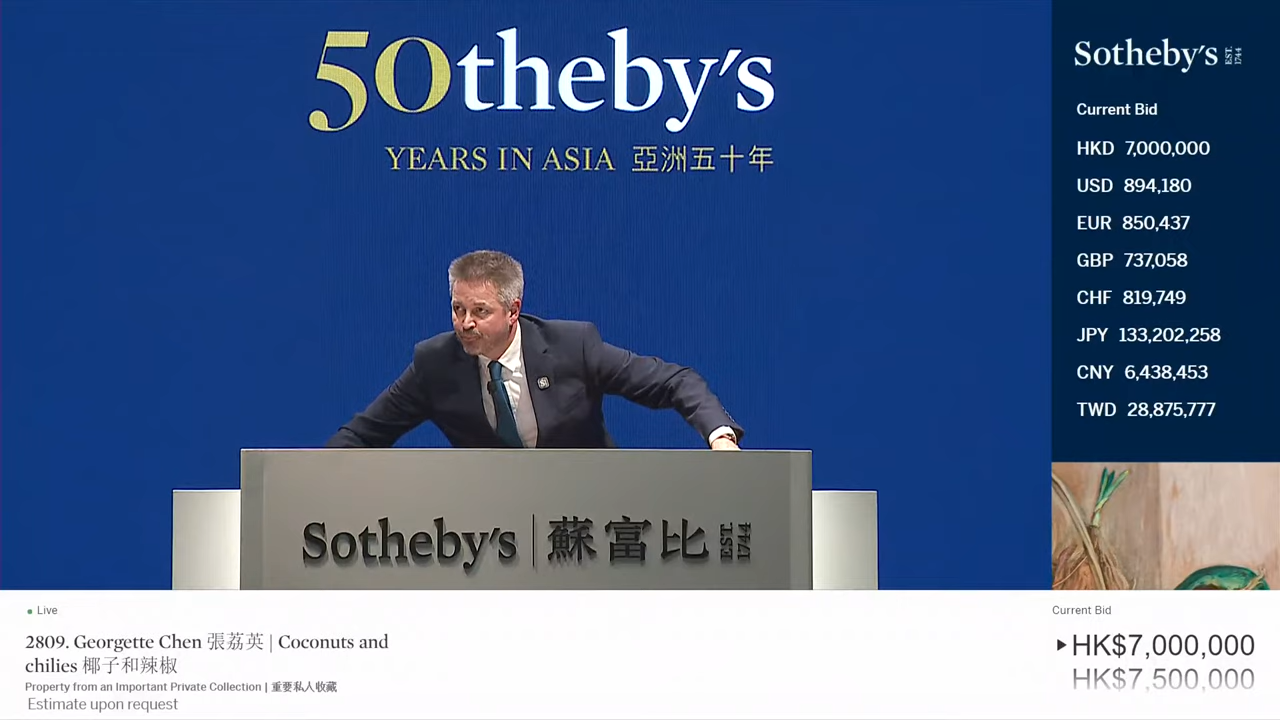 50theby's
YEARS IN ASIA 亞洲五十年
Sotheby's | 蘇富比 EST. 1744
Sotheby's EST. 1744
Current Bid
HKD 7,000,000
USD 894,180
EUR 850,437
GBP 737,058
CHF 819,749
JPY 133,202,258
CNY 6,438,453
TWD 28,875,777
Live
2809. Georgette Chen 張荔英 | Coconuts and
chilies 椰子和辣椒
Property from an Important Private Collection | 重要私人收藏
Estimate upon request
Current Bid
HK$7,000,000
HK$7,500,000